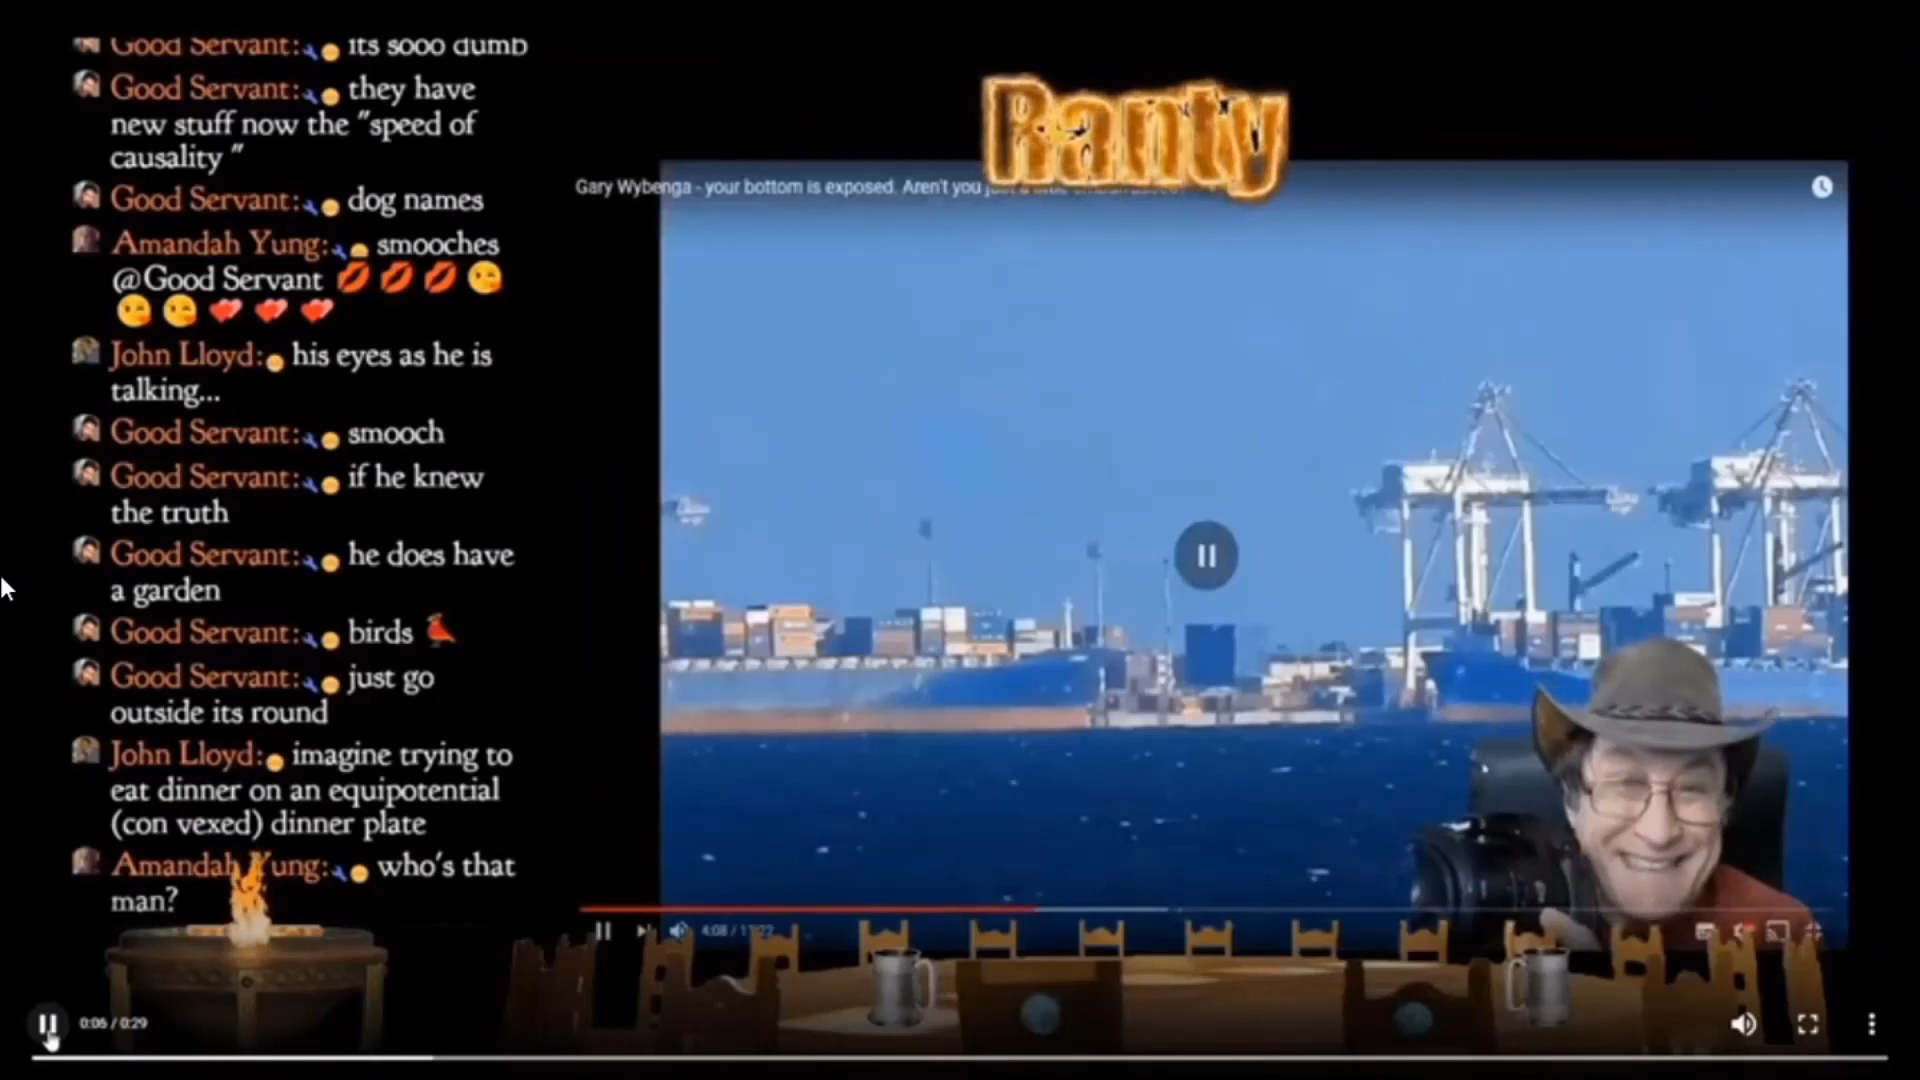 Good Servant: its sooo dumb
Good Servant: they have
new stuff now the "speed of
causality "
Good Servant: dog names
Amandah Yung: smooches
@Good Servant 💋 💋 💋 😘
😘 😘 💕 💕 💕
John Lloyd: his eyes as he is
talking...
Good Servant: smooch
Good Servant: if he knew
the truth
Good Servant: he does have
a garden
Good Servant: birds
Good Servant: just go
outside its round
John Lloyd: imagine trying to
eat dinner on an equipotential
(con vexed) dinner plate
Amandah Yung: who's that
man?
Ranty
Gary Wybenga - your bottom is exposed. Aren't you
4:08 / 11:22
0:06 / 0:29